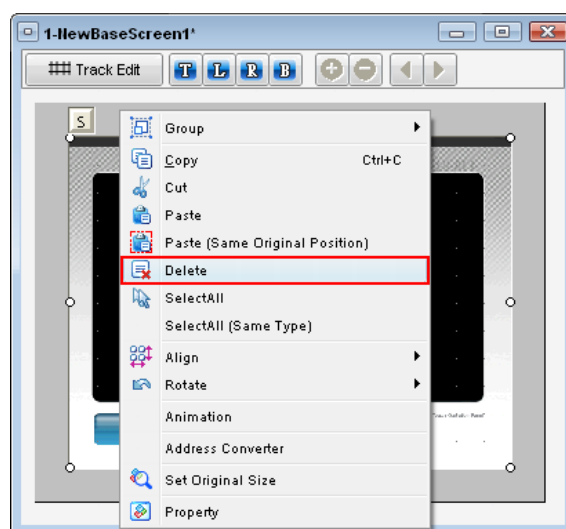 1-NewBaseScreen1*
Track Edit T L R B
S
Group
Copy Ctrl+C
Cut
Paste
Paste (Same Original Position)
Delete
SelectAll
SelectAll (Same Type)
Align
Rotate
Animation
Address Converter
Set Original Size
Property